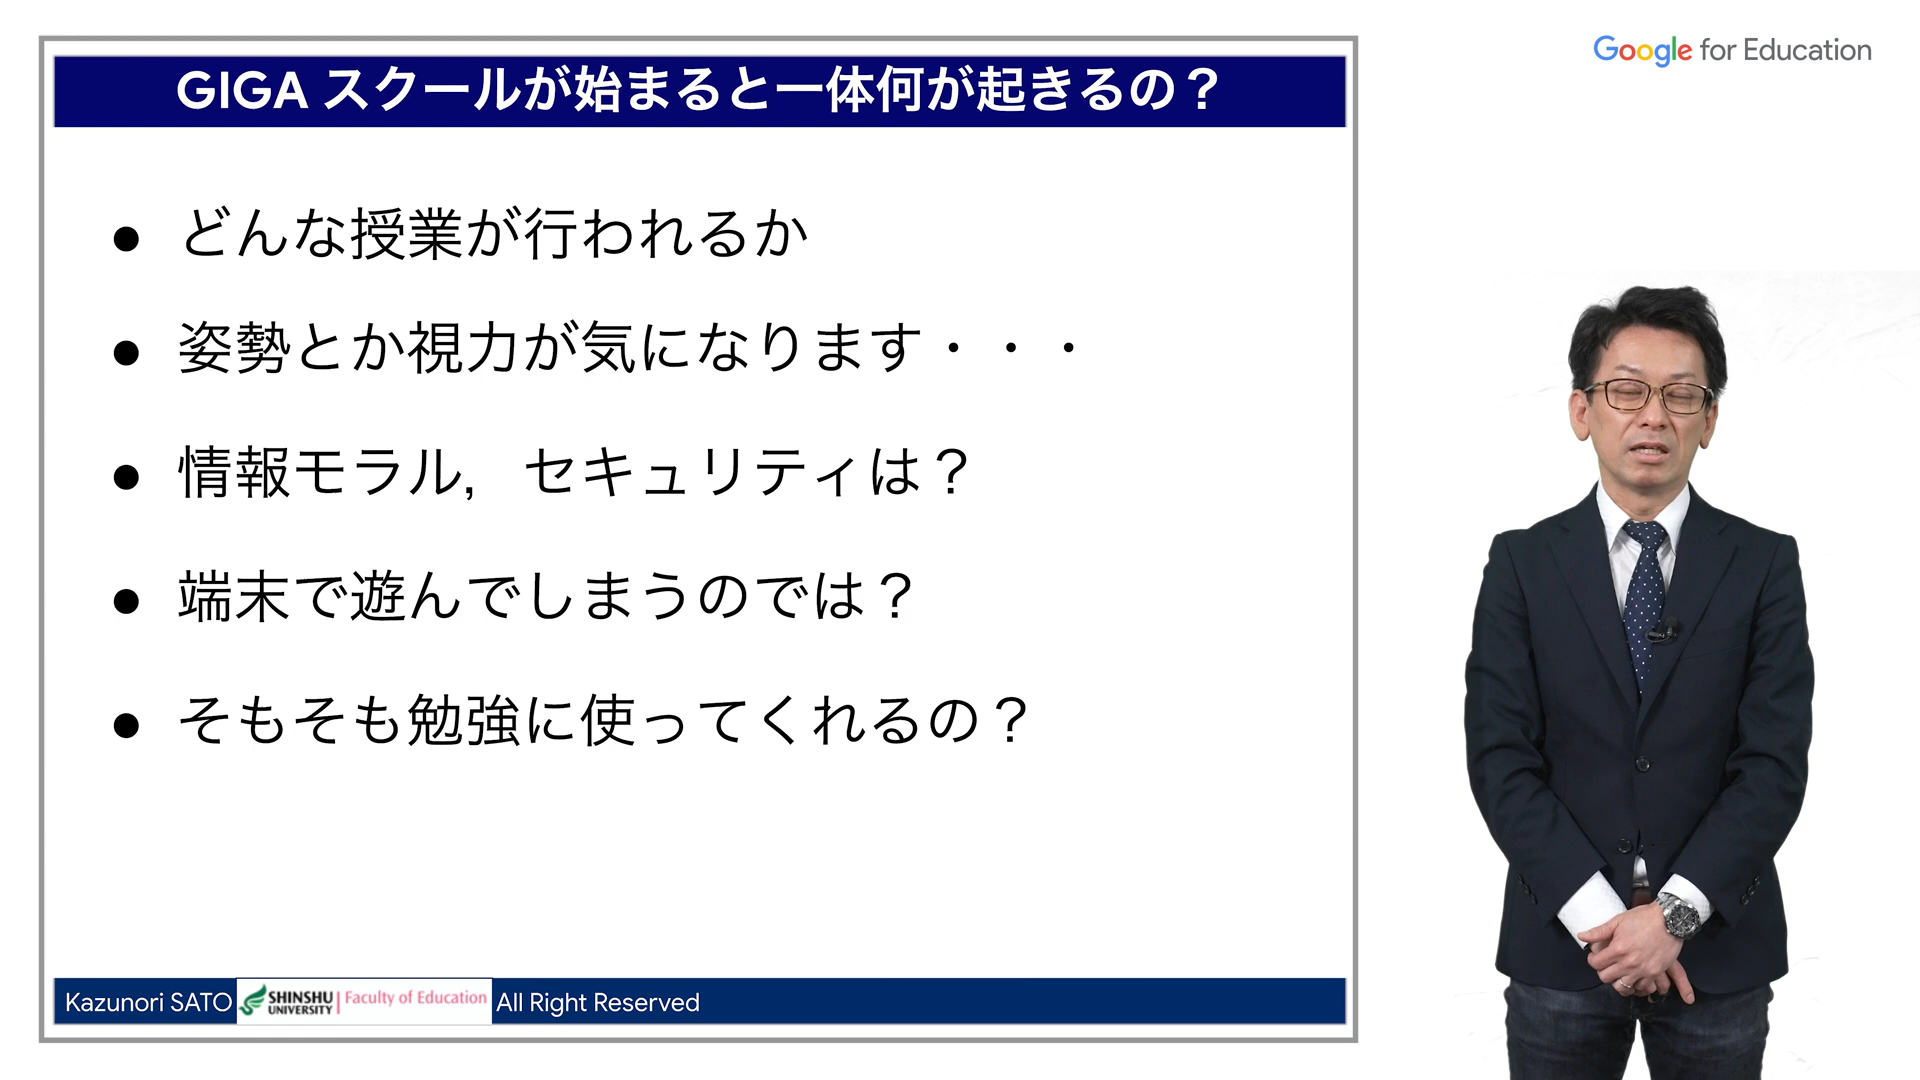 Google for Education
GIGA スクールが始まると一体何が起きるの？
● どんな授業が行われるか
● 姿勢とか視力が気になります・・・
● 情報モラル，セキュリティは？
● 端末で遊んでしまうのでは？
● そもそも勉強に使ってくれるの？
Kazunori SATO SHINSHU UNIVERSITY Faculty of Education All Right Reserved